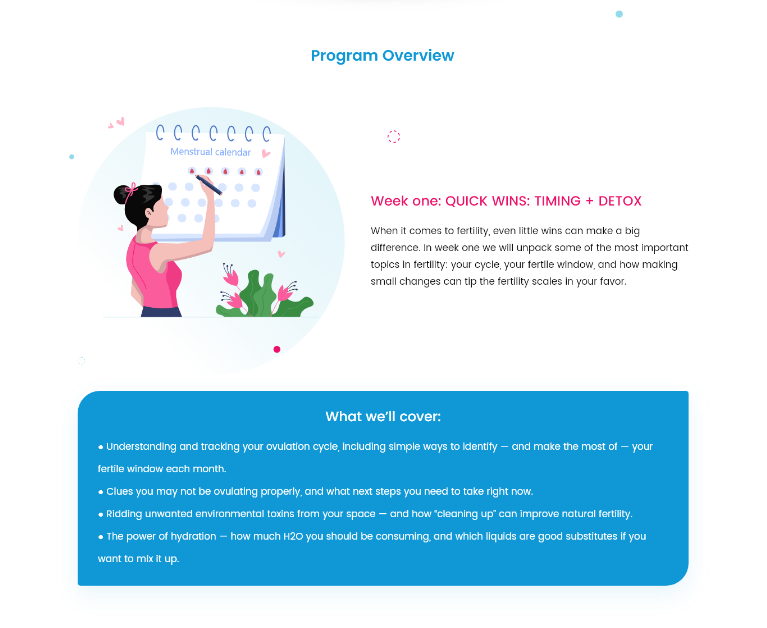 Program Overview
Menstrual calendar
Week one: QUICK WINS: TIMING + DETOX
When it comes to fertility, even little wins can make a big
difference. In week one we will unpack some of the most important
topics in fertility: your cycle, your fertile window, and how making
small changes can tip the fertility scales in your favor.
What we'll cover:
● Understanding and tracking your ovulation cycle, including simple ways to identify — and make the most of — your
fertile window each month.
● Clues you may not be ovulating properly, and what next steps you need to take right now.
● Ridding unwanted environmental toxins from your space — and how “cleaning up” can improve natural fertility.
● The power of hydration — how much H2O you should be consuming, and which liquids are good substitutes if you
want to mix it up.